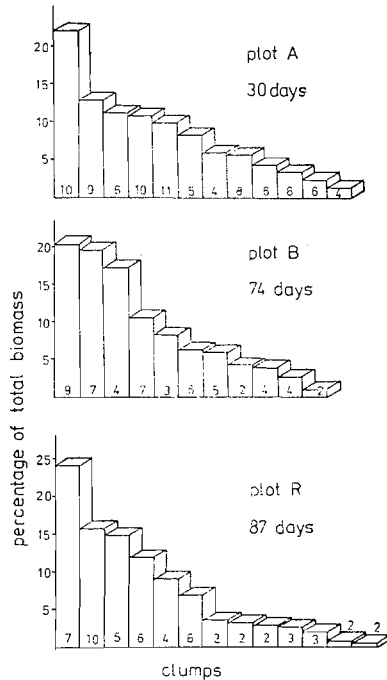 percentage of total biomass
plot A
30 days
20
15
10
5
10 9 6 10 11 5 4 8 6 6 6 4
plot B
74 days
20
15
10
5
9 7 4 7 3 6 5 2 4 4 2
plot R
87 days
25
20
15
10
5
7 10 5 6 4 6 2 2 2 3 3 2 2
clumps